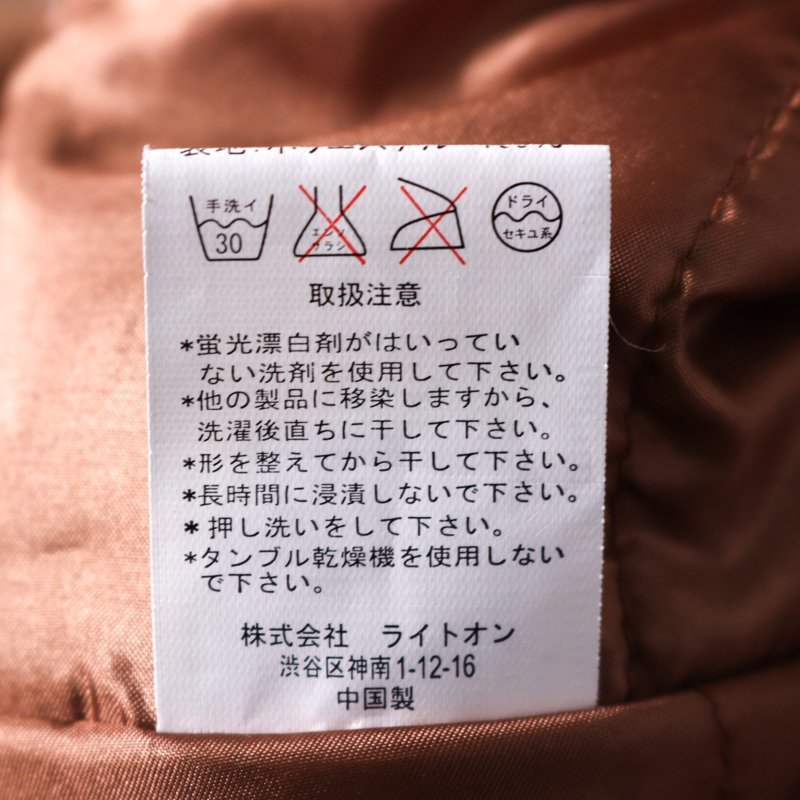 手洗イ
30
エンソ
サラシ
ドライ
セキユ系
取扱注意
*蛍光漂白剤がはいってい
ない洗剤を使用して下さい。
*他の製品に移染しますから、
洗濯後直ちに干して下さい。
*形を整えてから干して下さい。
*長時間に浸漬しないで下さい。
*押し洗いをして下さい。
*タンブル乾燥機を使用しない
で下さい。
株式会社 ライトオン
渋谷区神南1-12-16
中国製